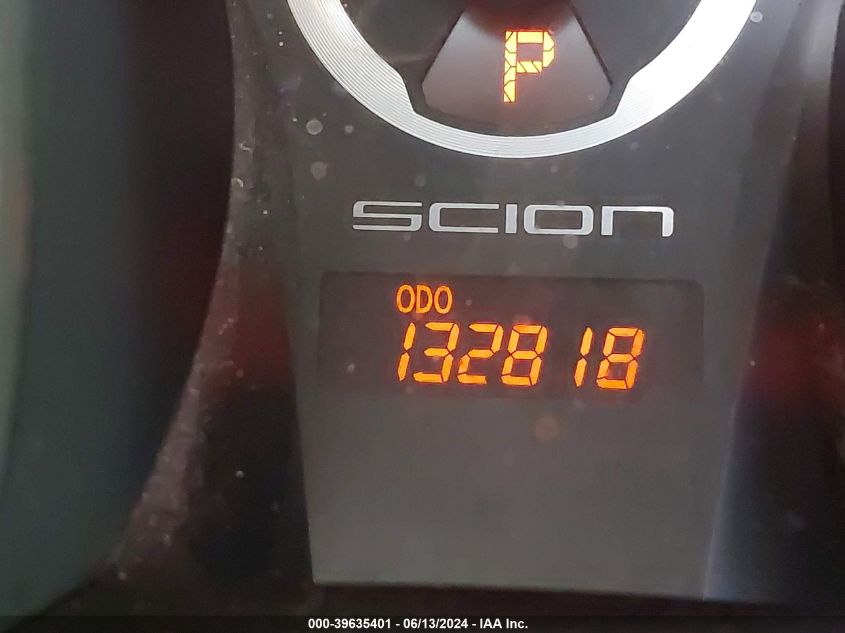 P
SCION
ODO
132818
000-39635401 - 06/13/2024 - IAA Inc.